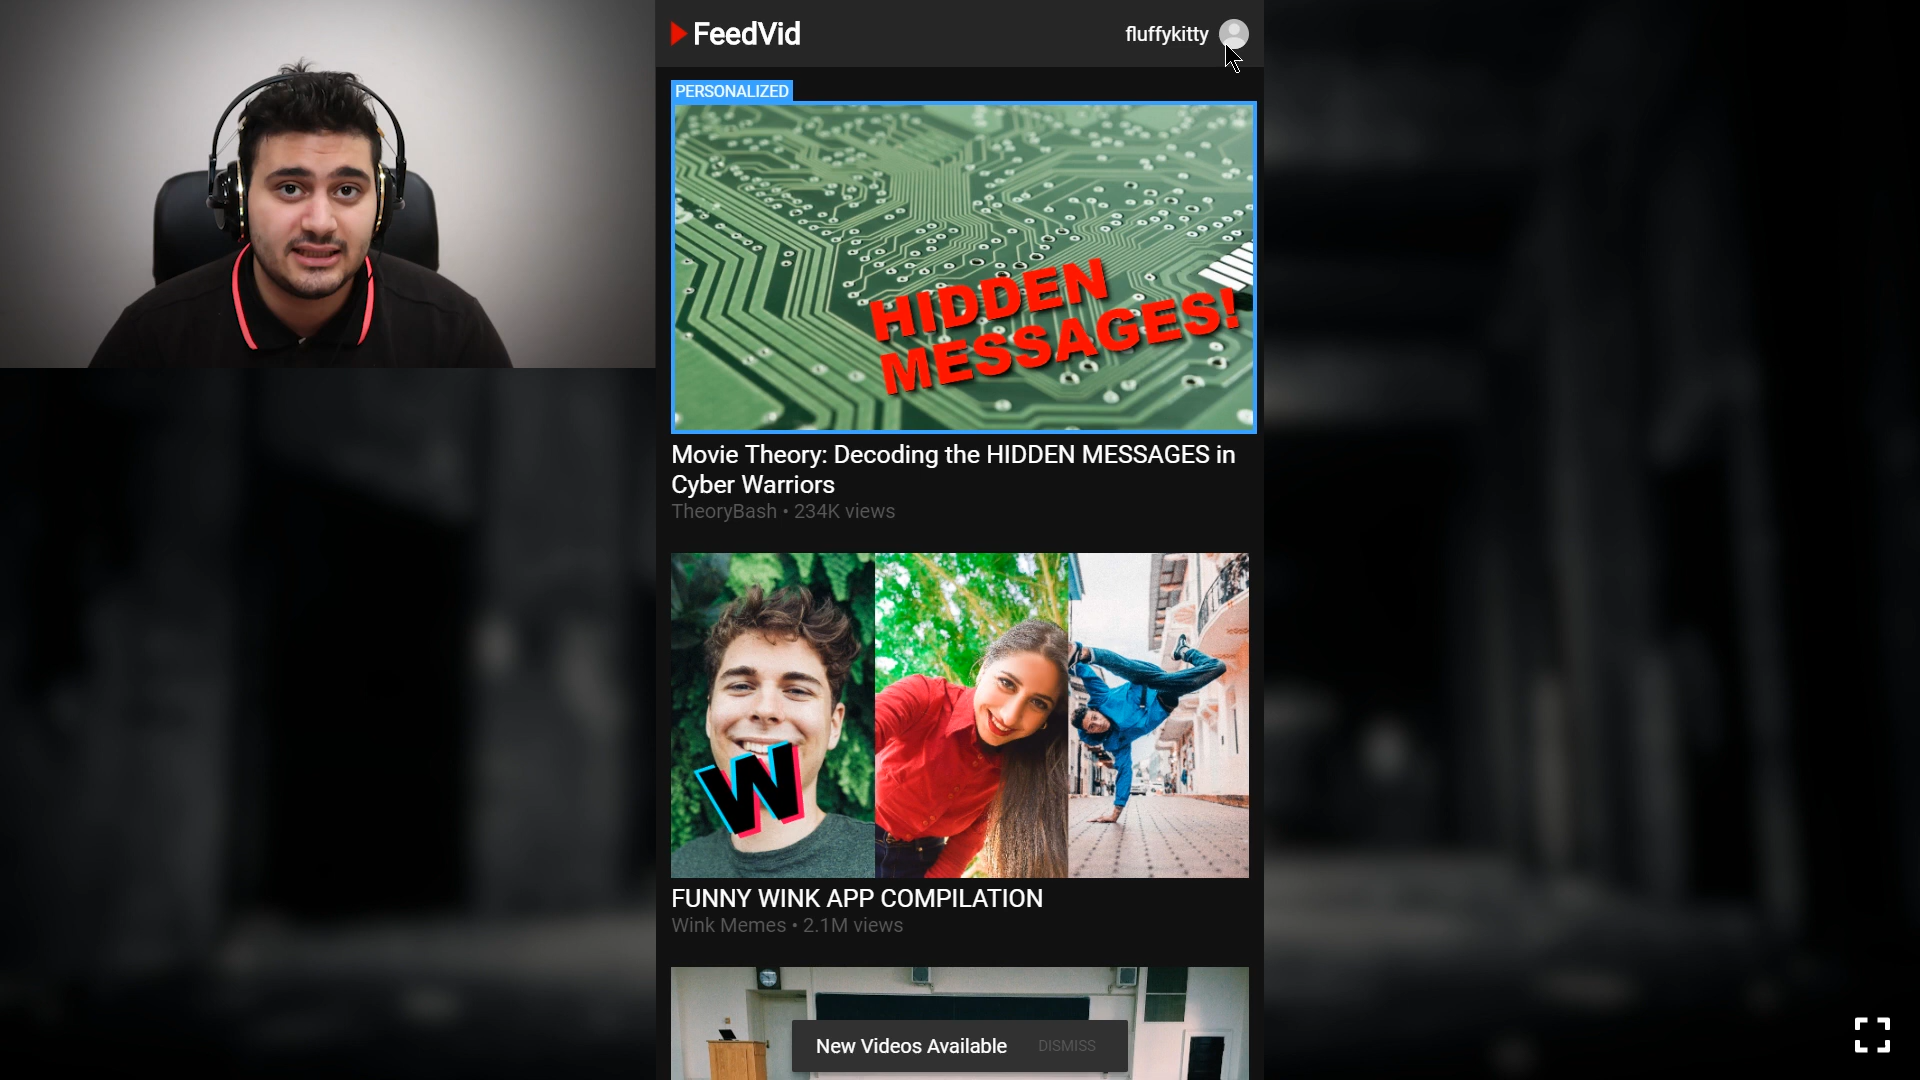 FeedVid
fluffykitty
PERSONALIZED
HIDDEN
MESSAGES!
Movie Theory: Decoding the HIDDEN MESSAGES in
Cyber Warriors
TheoryBash • 234K views
W
FUNNY WINK APP COMPILATION
Wink Memes • 2.1M views
New Videos Available
DISMISS